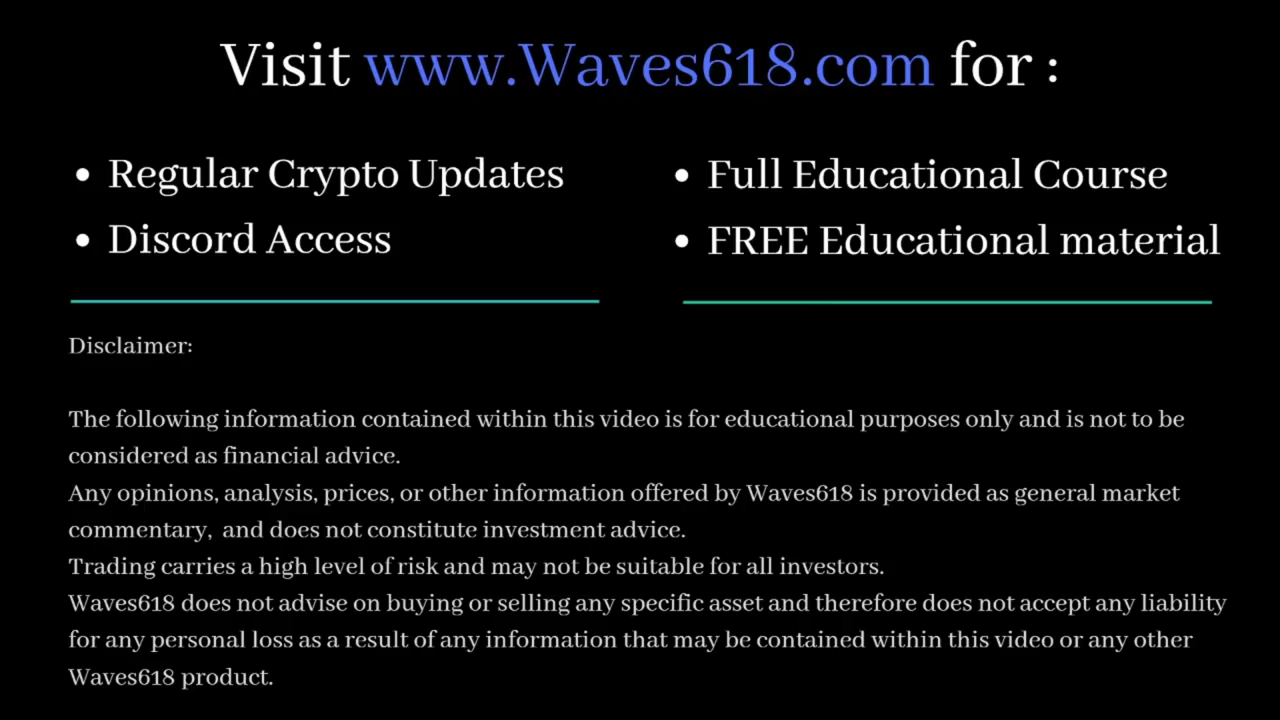 Visit www.Waves618.com for :
• Regular Crypto Updates
• Discord Access
• Full Educational Course
• FREE Educational material
Disclaimer:
The following information contained within this video is for educational purposes only and is not to be
considered as financial advice.
Any opinions, analysis, prices, or other information offered by Waves618 is provided as general market
commentary,  and does not constitute investment advice.
Trading carries a high level of risk and may not be suitable for all investors.
Waves618 does not advise on buying or selling any specific asset and therefore does not accept any liability
for any personal loss as a result of any information that may be contained within this video or any other
Waves618 product.